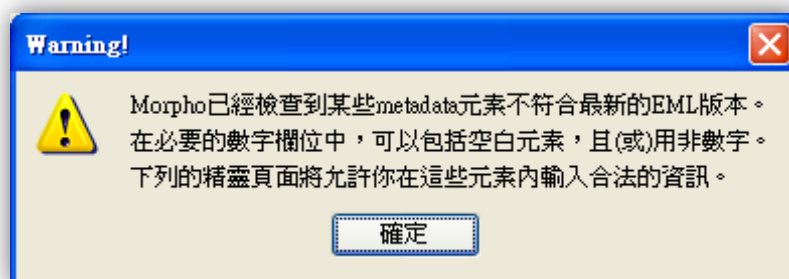 Warning!
Morpho已經檢查到某些metadata元素不符合最新的EML版本。
在必要的數字欄位中，可以包括空白元素，且(或)用非數字。
下列的精靈頁面將允許你在這些元素內輸入合法的資訊。
確定